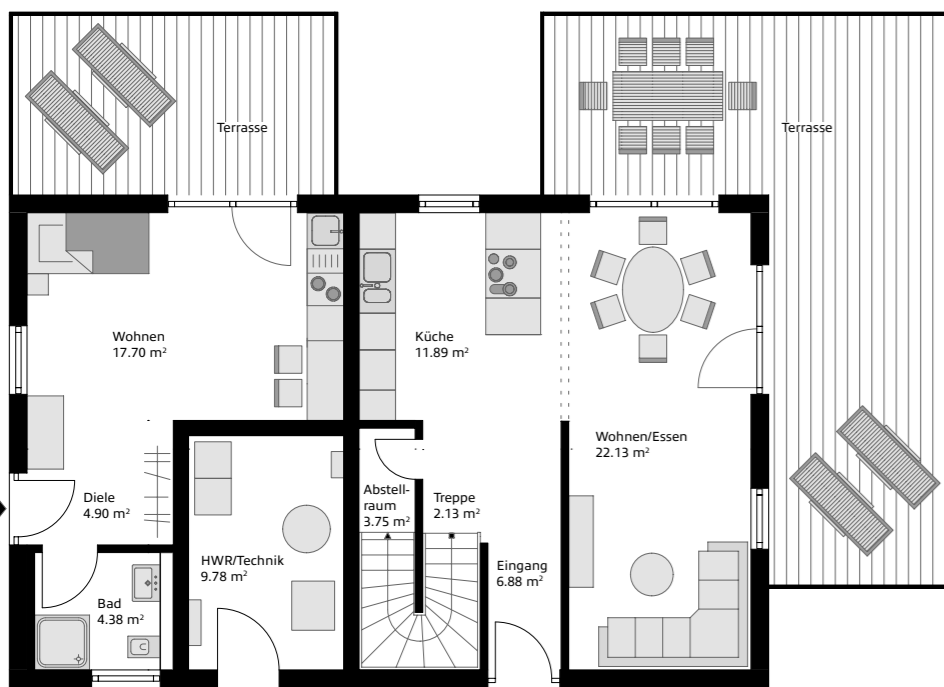 Terrasse
Terrasse
Wohnen
17.70 m²
Küche
11.89 m²
Wohnen/Essen
22.13 m²
Diele
4.90 m²
Abstell-
raum
3.75 m²
Treppe
2.13 m²
HWR/Technik
9.78 m²
Eingang
6.88 m²
Bad
4.38 m²